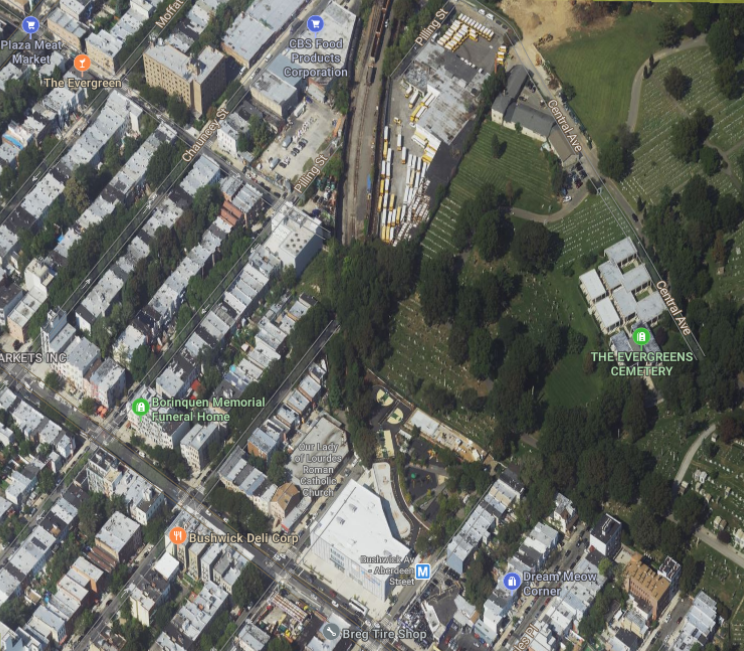 Moffat
Pilling St
Plaza Meat
Market
CBS Food
Products
Corporation
The Evergreen
Central Ave
Chauncey St
Pilling St
Central Ave
THE EVERGREENS
CEMETERY
ARKETS INC
Borinquen Memorial
Funeral Home
Our Lady
of Lourdes
Roman
Catholic
Church
Bushwick Deli Corp
Bushwick Av
- Aberdeen
Street
M
Dream Meow
Corner
Breg Tire Shop
les Pl